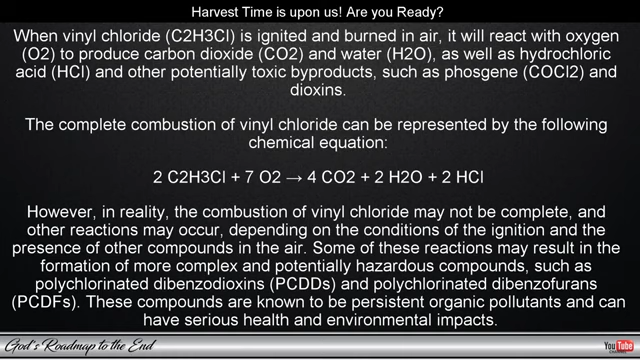 Harvest Time is upon us! Are you Ready?
When vinyl chloride (C2H3Cl) is ignited and burned in air, it will react with oxygen
(O2) to produce carbon dioxide (CO2) and water (H2O), as well as hydrochloric
acid (HCl) and other potentially toxic byproducts, such as phosgene (COCl2) and
dioxins.
The complete combustion of vinyl chloride can be represented by the following
chemical equation:
2 C2H3Cl + 7 O2 → 4 CO2 + 2 H2O + 2 HCl
However, in reality, the combustion of vinyl chloride may not be complete, and
other reactions may occur, depending on the conditions of the ignition and the
presence of other compounds in the air. Some of these reactions may result in the
formation of more complex and potentially hazardous compounds, such as
polychlorinated dibenzodioxins (PCDDs) and polychlorinated dibenzofurans
(PCDFs). These compounds are known to be persistent organic pollutants and can
have serious health and environmental impacts.
God's Roadmap to the End
YouTube